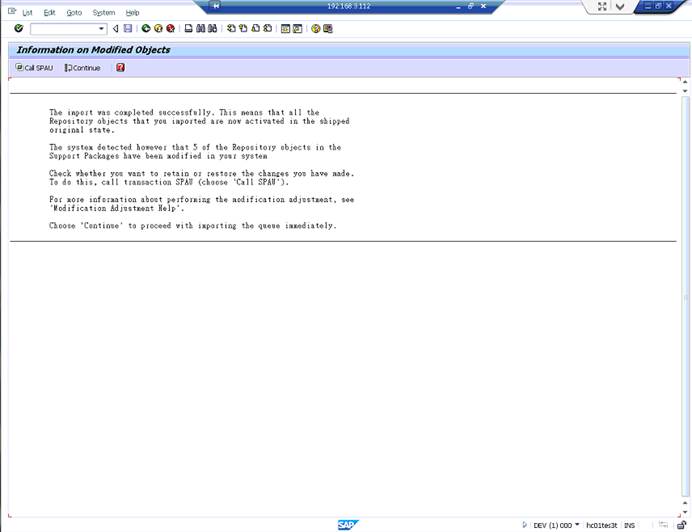 192.168.9.112
List Edit Goto System Help
Information on Modified Objects
Call SPAU Continue
The import was completed successfully. This means that all the
Repository objects that you imported are now activated in the shipped
original state.
The system detected however that 5 of the Repository objects in the
Support Packages have been modified in your system
Check whether you want to retain or restore the changes you have made.
To do this, call transaction SPAU (choose 'Call SPAU').
For more information about performing the modification adjustment, see
'Modification Adjustment Help'.
Choose 'Continue' to proceed with importing the queue immediately.
SAP
DEV (1) 000 hc01tes3t INS